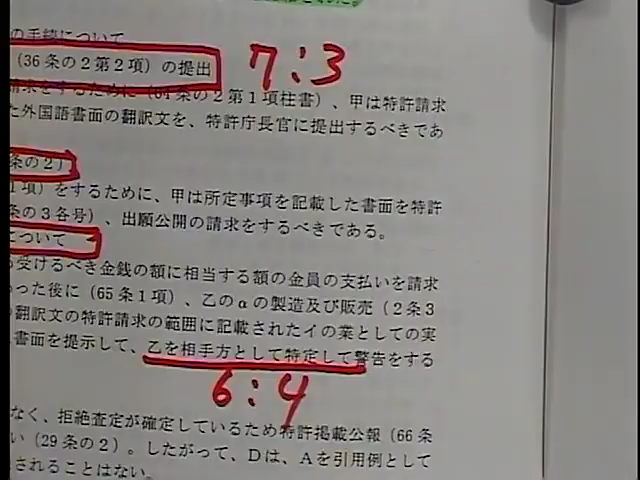 の手続について
(36条の2第2項)の提出
7:3
請求をするために(64条の2第1項柱書)、甲は特許請求
た外国語書面の翻訳文を、特許庁長官に提出するべきであ
条の2)
1項)をするために、甲は所定事項を記載した書面を特許
条の3各号)、出願公開の請求をするべきである。
について
受けるべき金銭の額に相当する額の金員の支払いを請求
った後に(65条1項)、乙のαの製造及び販売(2条3
翻訳文の特許請求の範囲に記載されたイの業としての実
書面を提示して、乙を相手方として特定して警告をする
6:4
なく、拒絶査定が確定しているため特許掲載公報(66条
い(29条の2)。したがって、Dは、Aを引用例として
されることはない。